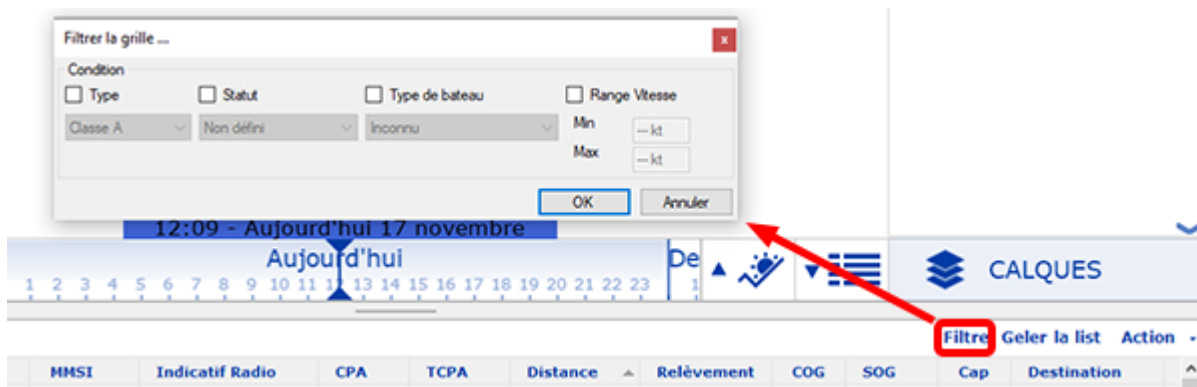 Filtrer la grille ...
Condition
Type Statut Type de bateau Range Vitesse
Classe A Non défini Inconnu Min --- kt
Max --- kt
OK Annuler
12:09 - Aujourd'hui 17 novembre
Aujourd'hui De
1 2 3 4 5 6 7 8 9 10 11 12 13 14 15 16 17 18 19 20 21 22 23 1
CALQUES
Filtre Geler la list Action
MMSI Indicatif Radio CPA TCPA Distance Relèvement COG SOG Cap Destination